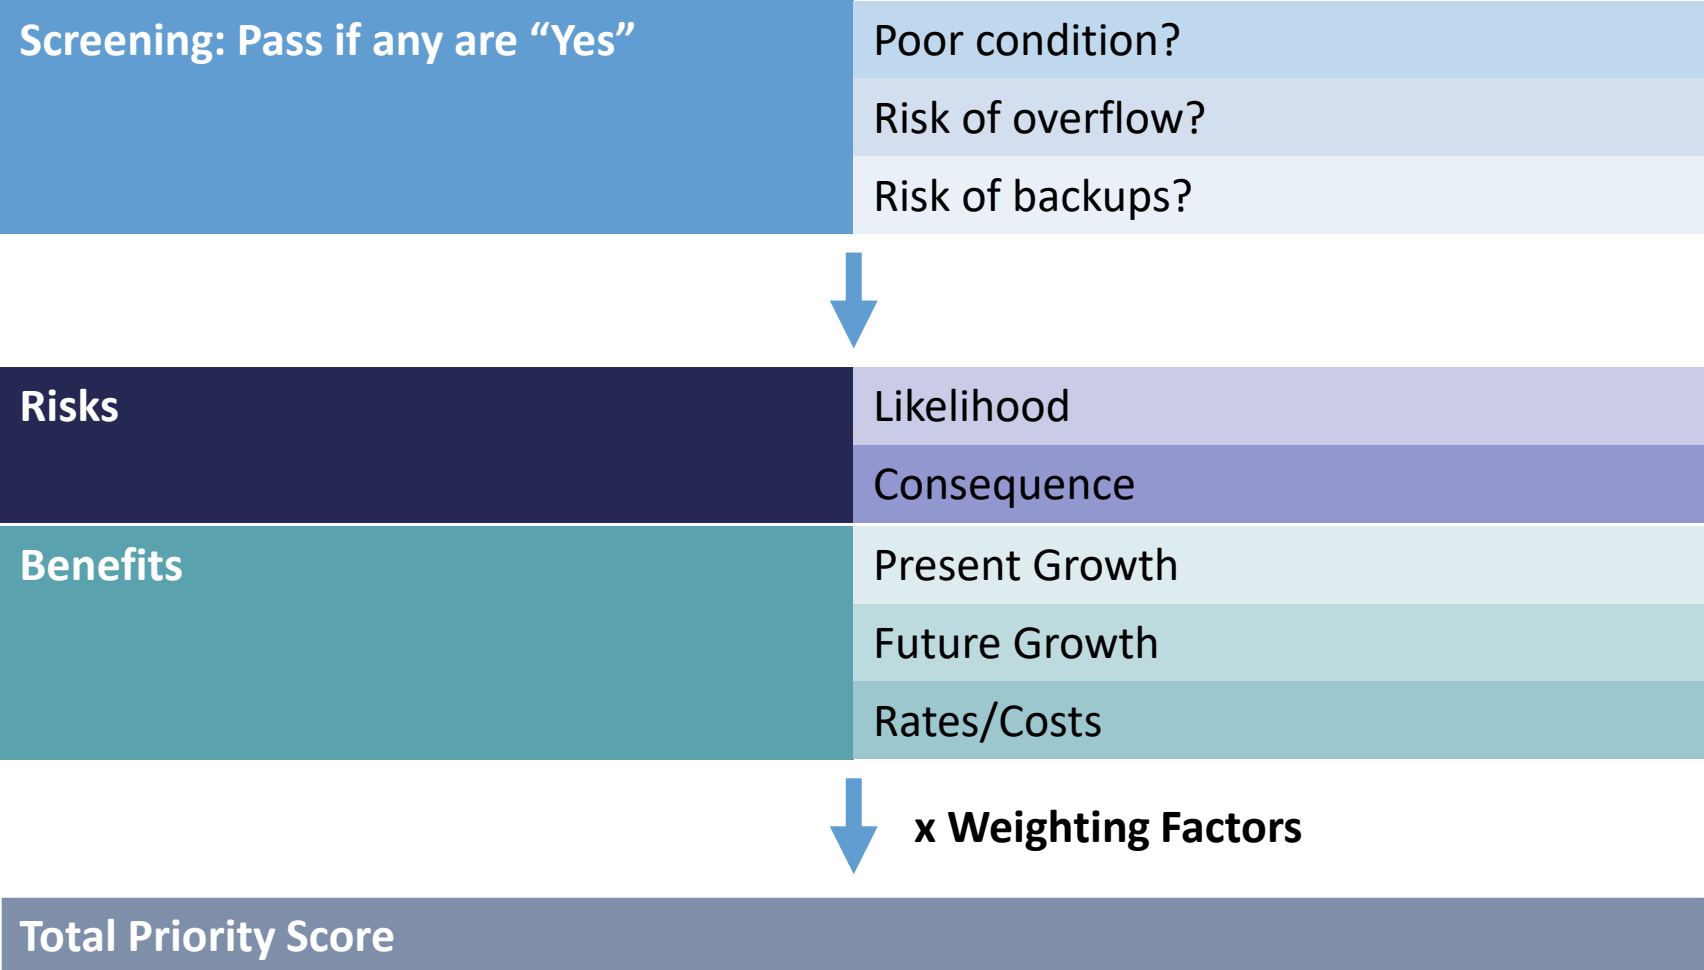 Screening: Pass if any are “Yes”
Poor condition?
Risk of overflow?
Risk of backups?
Risks
Likelihood
Consequence
Benefits
Present Growth
Future Growth
Rates/Costs
x Weighting Factors
Total Priority Score